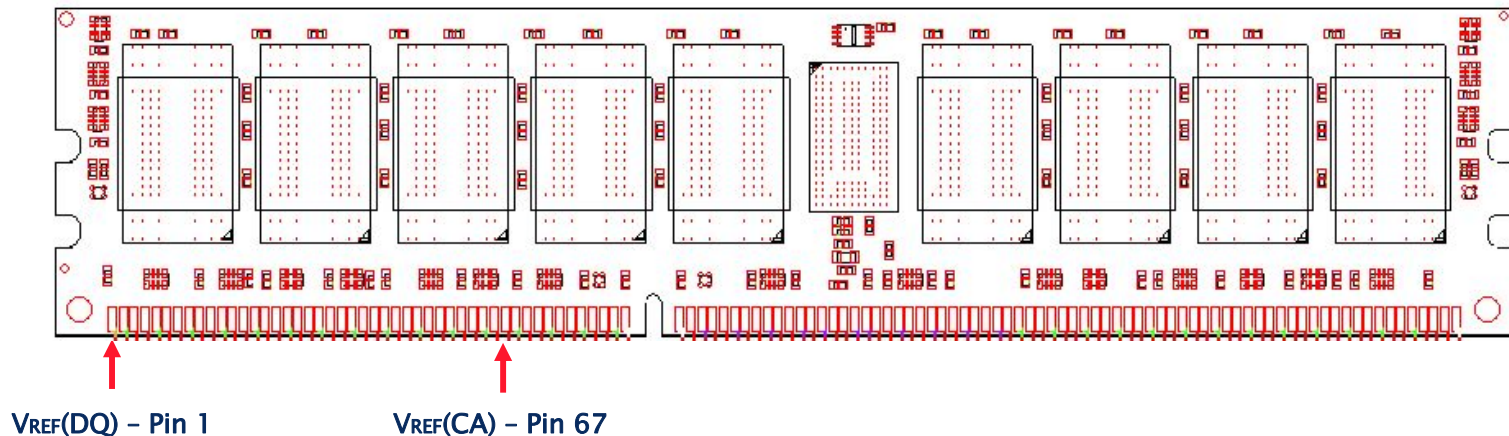 VREF(DQ) – Pin 1
VREF(CA) – Pin 67